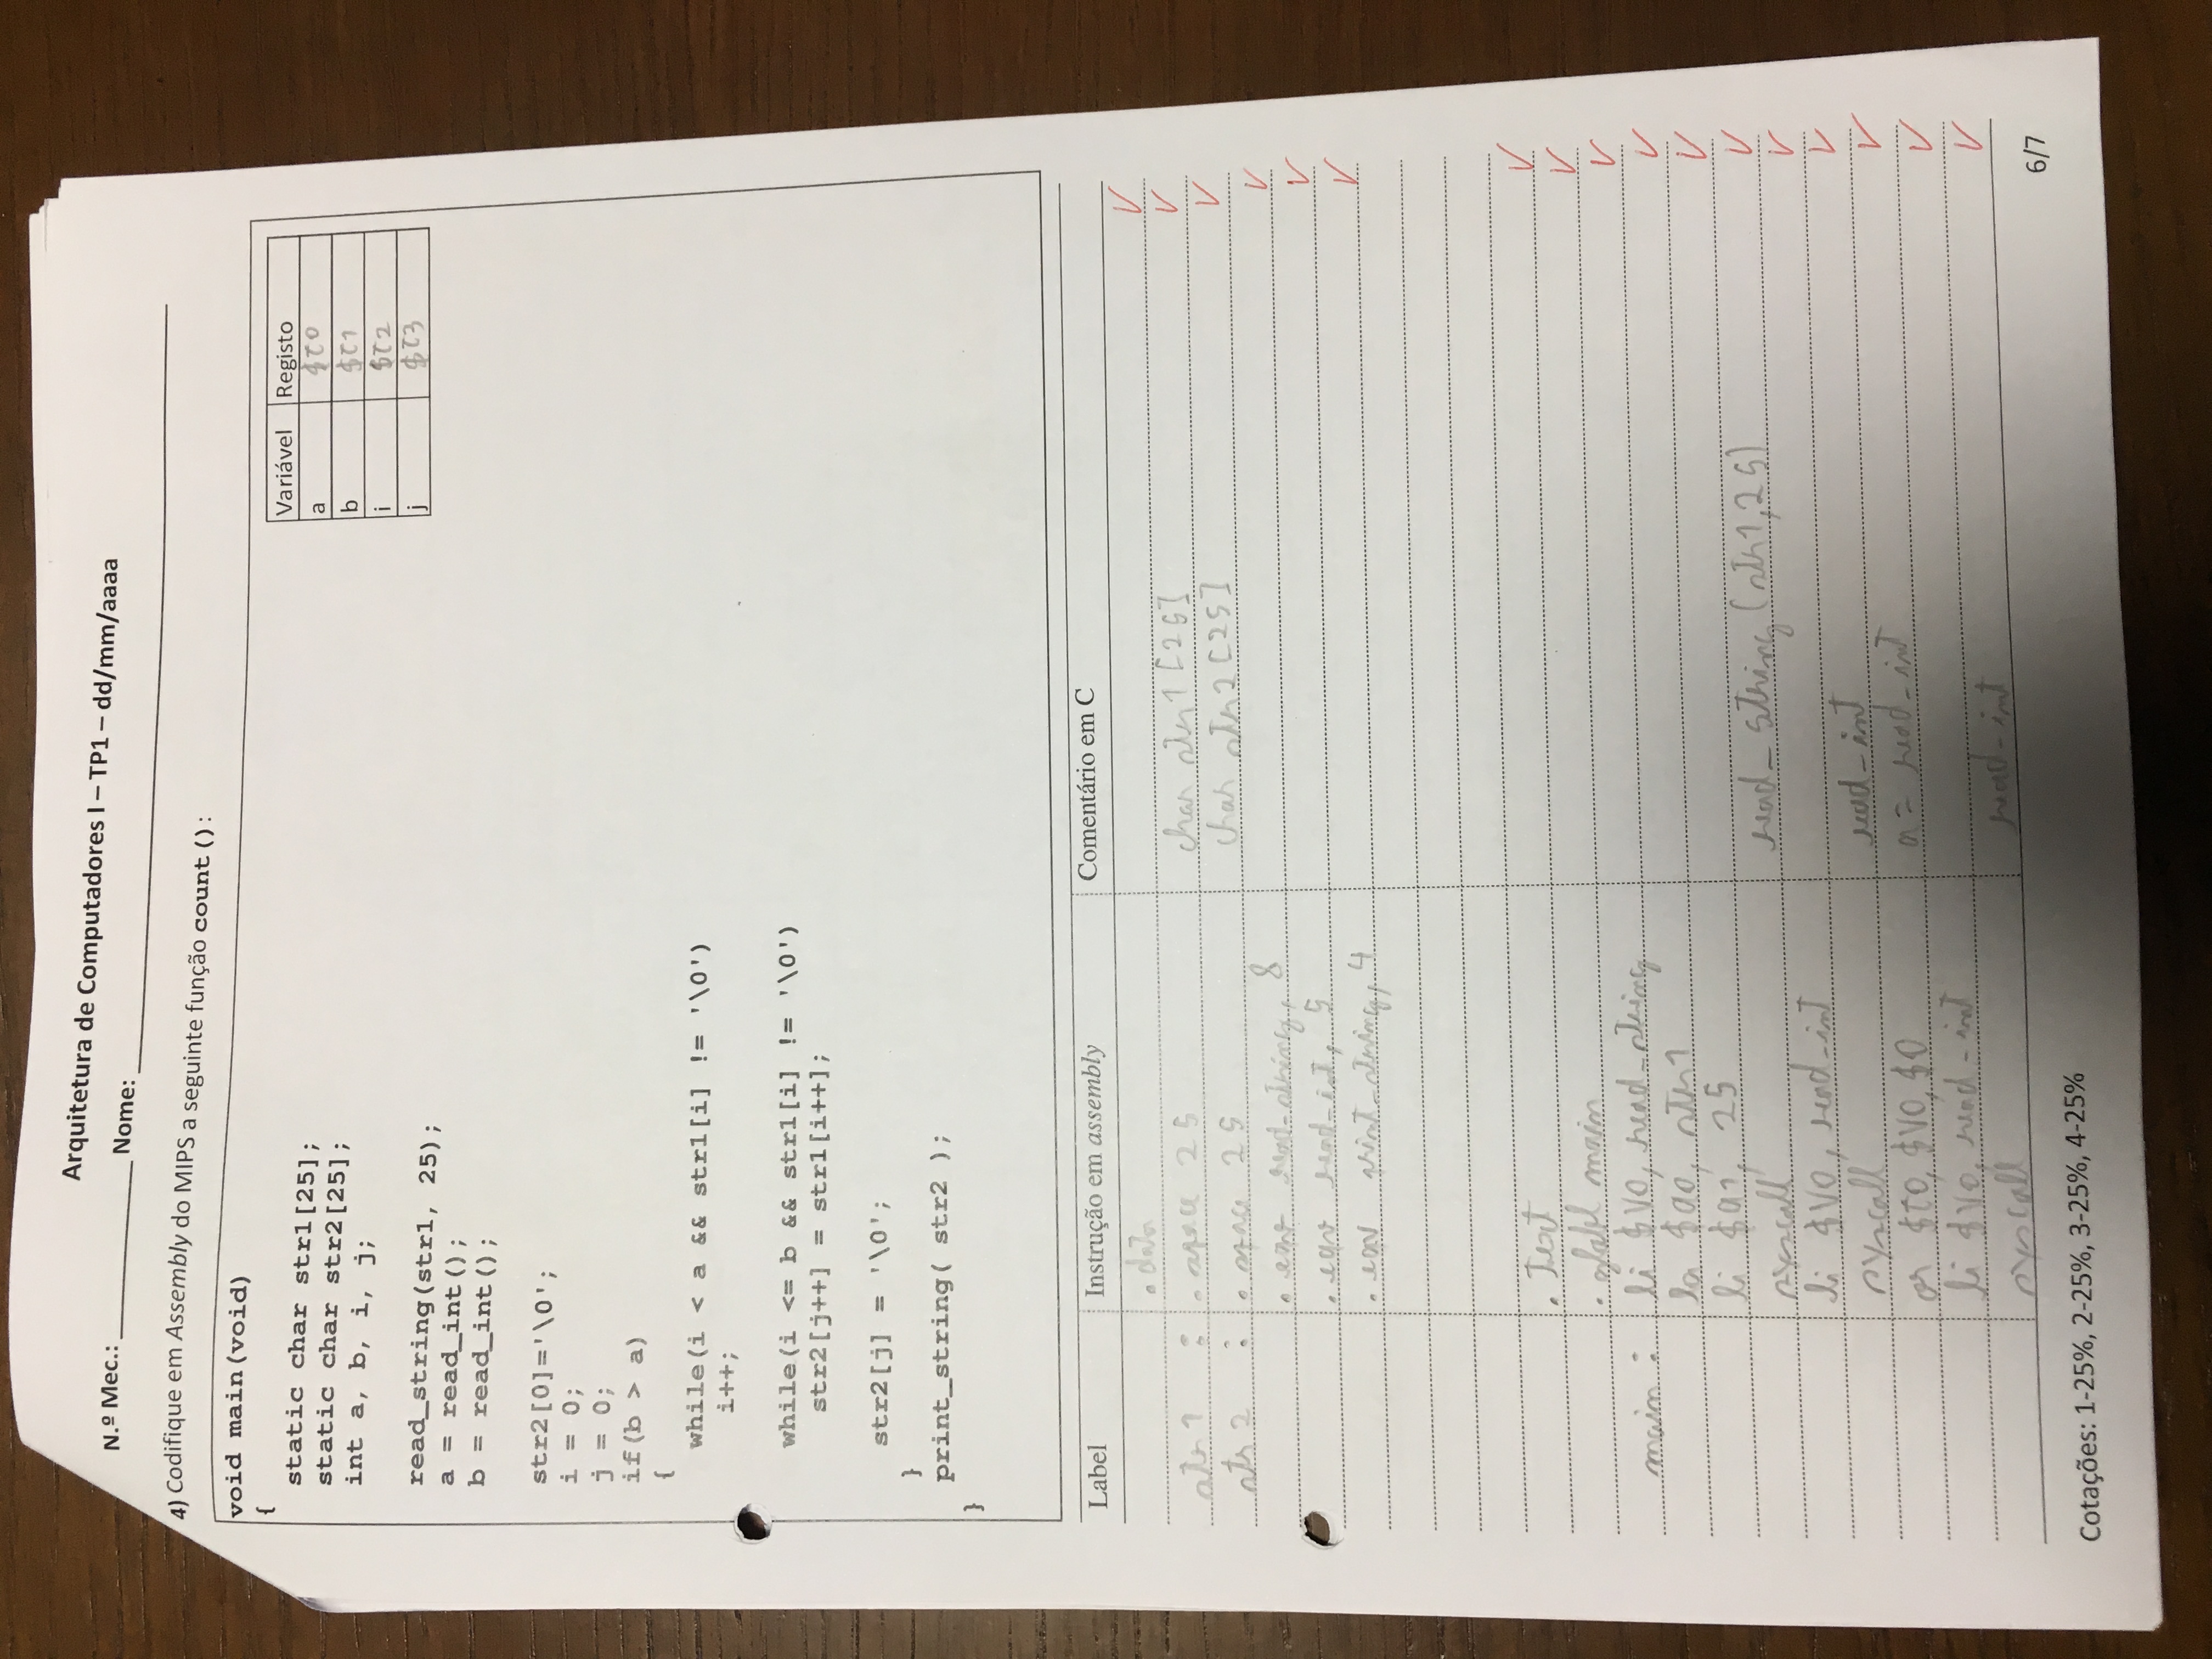 Arquitetura de Computadores I – TP1 – dd/mm/aaaa
N.º Mec.: ____________ Nome: ____________
4) Codifique em Assembly do MIPS a seguinte função count():
void main(void)
{
static char str1[25];
static char str2[25];
int a, b, i, j;
read_string(str1, 25);
a = read_int();
b = read_int();
str2[0]='\0';
i = 0;
j = 0;
if(b > a)
{
while(i < a && str1[i] != '\0')
i++;
while(i <= b && str1[i] != '\0')
str2[j++] = str1[i++];
str2[j] = '\0';
}
print_string( str2 );
}
Variável Registo
a $t0
b $t1
i $t2
j $t3
Label Instrução em assembly Comentário em C
.data
str1 : .space 25 char str1[25]
str2 : .space 25 char str2[25]
.eqv read_string, 8
.eqv read_int, 5
.eqv print_string, 4
.text
.globl main
main : li $v0, read_string
la $a0, str1
li $a1, 25
syscall read_string(str1,25)
li $v0, read_int
syscall read_int
or $t0, $v0, $0 a = read_int
li $v0, read_int
syscall read_int
6/7
Cotações: 1-25%, 2-25%, 3-25%, 4-25%